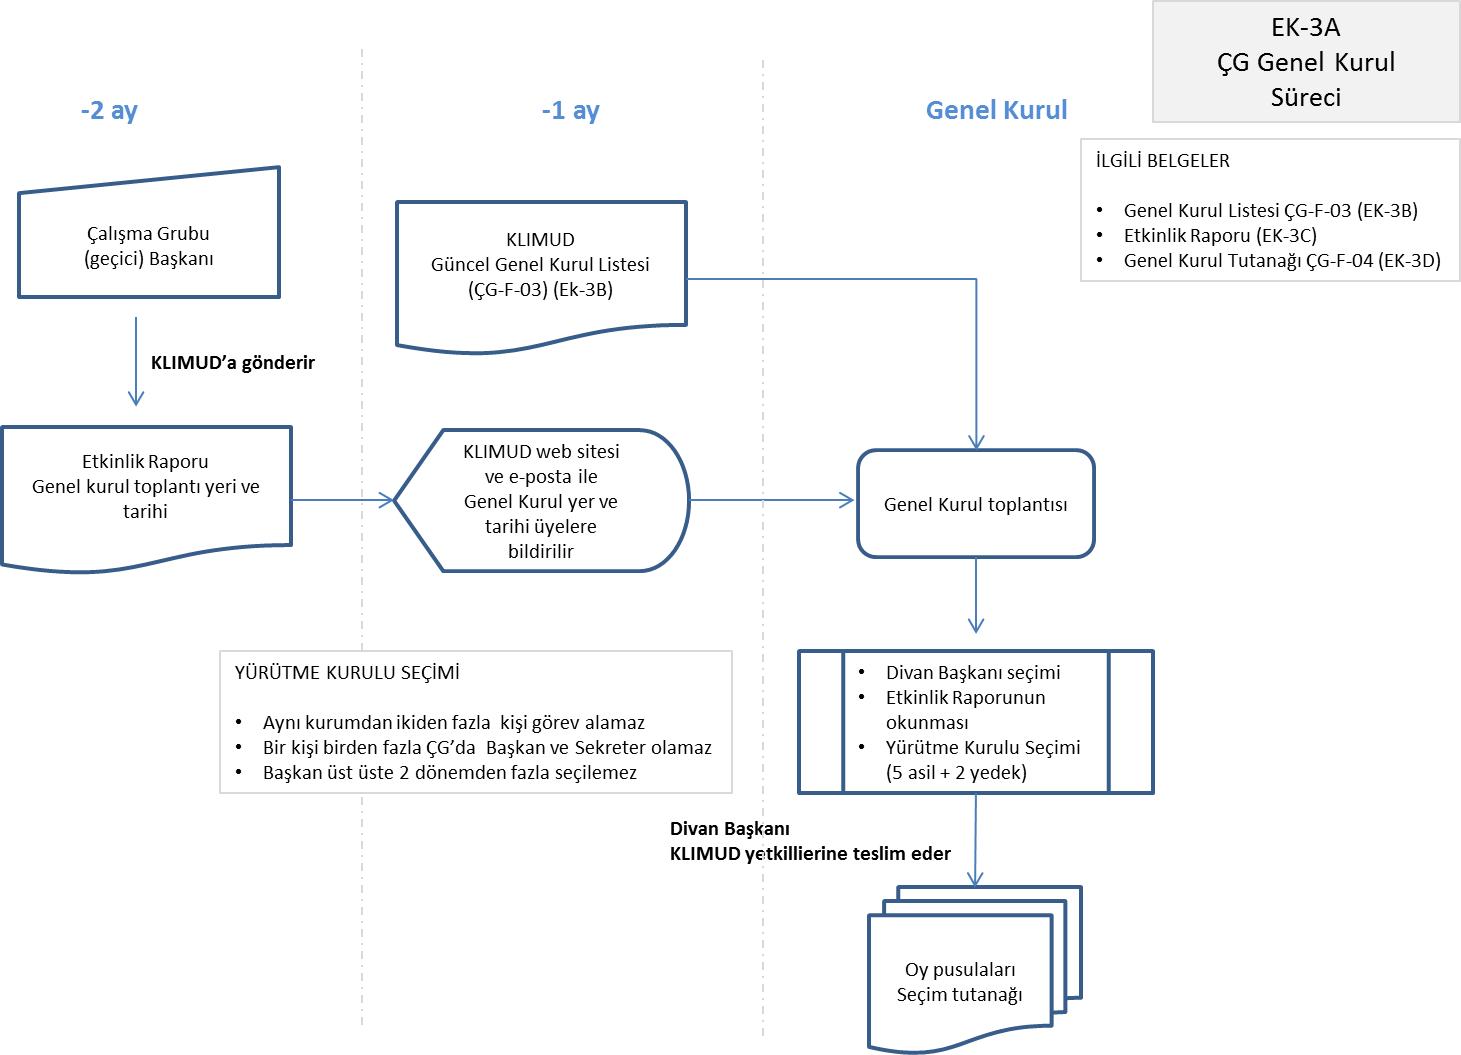 EK-3A
ÇG Genel Kurul
Süreci
-2 ay
-1 ay
Genel Kurul
İLGİLİ BELGELER
• Genel Kurul Listesi ÇG-F-03 (EK-3B)
• Etkinlik Raporu (EK-3C)
• Genel Kurul Tutanağı ÇG-F-04 (EK-3D)
Çalışma Grubu
(geçici) Başkanı
KLIMUD
Güncel Genel Kurul Listesi
(ÇG-F-03) (Ek-3B)
KLIMUD’a gönderir
Etkinlik Raporu
Genel kurul toplantı yeri ve
tarihi
KLIMUD web sitesi
ve e-posta ile
Genel Kurul yer ve
tarihi üyelere
bildirilir
Genel Kurul toplantısı
YÜRÜTME KURULU SEÇİMİ
• Aynı kurumdan ikiden fazla kişi görev alamaz
• Bir kişi birden fazla ÇG’da Başkan ve Sekreter olamaz
• Başkan üst üste 2 dönemden fazla seçilemez
• Divan Başkanı seçimi
• Etkinlik Raporunun
okunması
• Yürütme Kurulu Seçimi
(5 asil + 2 yedek)
Divan Başkanı
KLIMUD yetkillierine teslim eder
Oy pusulaları
Seçim tutanağı